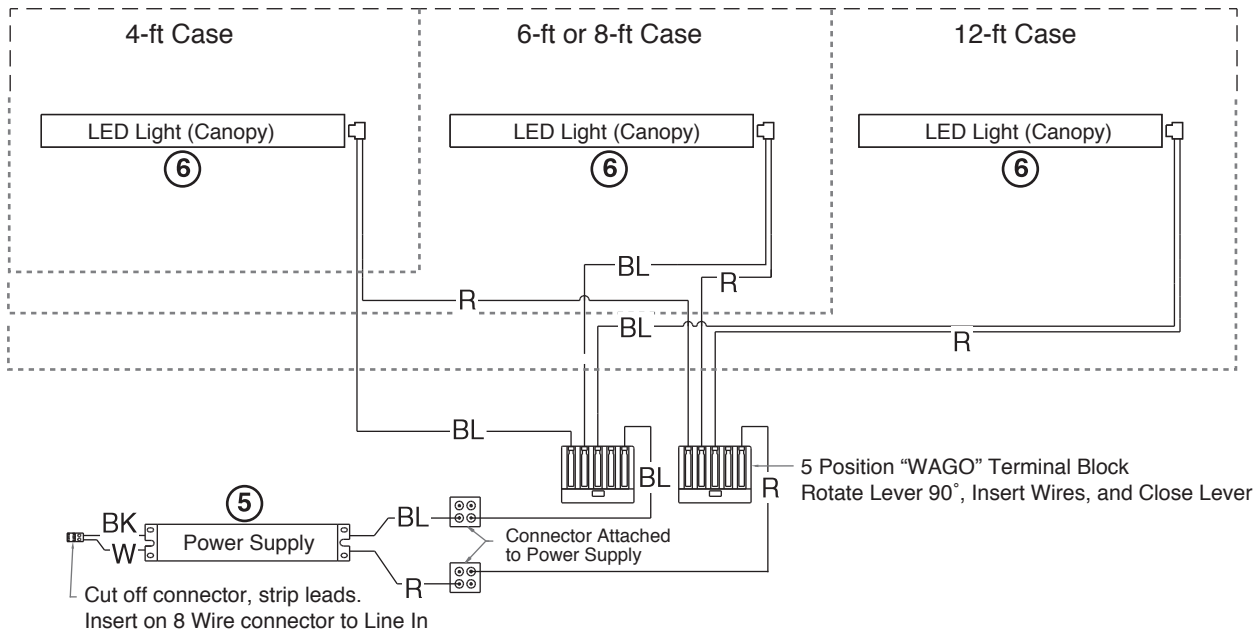 4-ft Case
6-ft or 8-ft Case
12-ft Case
LED Light (Canopy)
LED Light (Canopy)
LED Light (Canopy)
6
6
6
BL
R
R
BL
R
BL
5 Position “WAGO” Terminal Block
Rotate Lever 90˚, Insert Wires, and Close Lever
BL
R
5
BK
W
Power Supply
BL
R
Connector Attached
to Power Supply
Cut off connector, strip leads.
Insert on 8 Wire connector to Line In